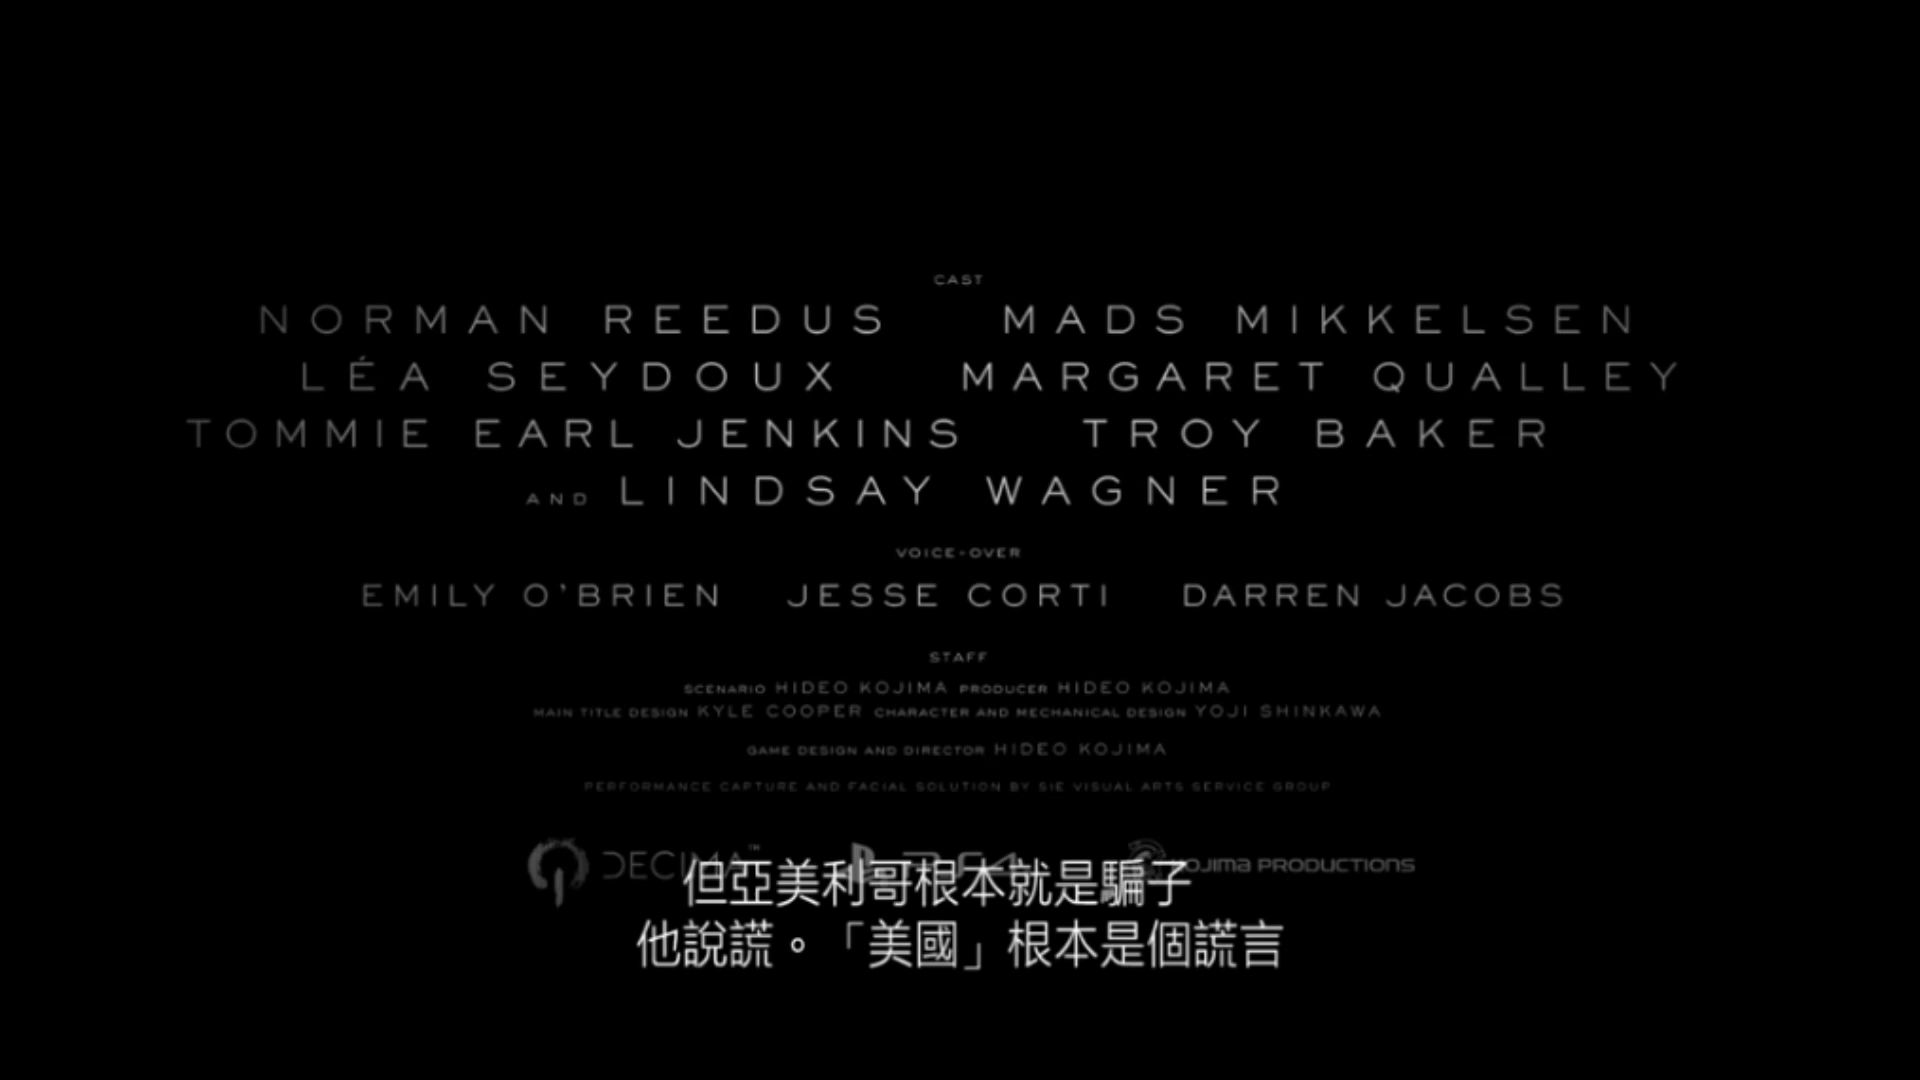 CAST
NORMAN REEDUS MADS MIKKELSEN
LÉA SEYDOUX MARGARET QUALLEY
TOMMIE EARL JENKINS TROY BAKER
AND LINDSAY WAGNER
VOICE-OVER
EMILY O'BRIEN JESSE CORTI DARREN JACOBS
STAFF
SCENARIO HIDEO KOJIMA PRODUCER HIDEO KOJIMA
MAIN TITLE DESIGN KYLE COOPER CHARACTER AND MECHANICAL DESIGN YOJI SHINKAWA
GAME DESIGN AND DIRECTOR HIDEO KOJIMA
PERFORMANCE CAPTURE AND FACIAL SOLUTION BY SIE VISUAL ARTS SERVICE GROUP
DECIMA™ PS4 KOJIMA PRODUCTIONS
但亞美利哥根本就是騙子
他說謊。「美國」根本是個謊言